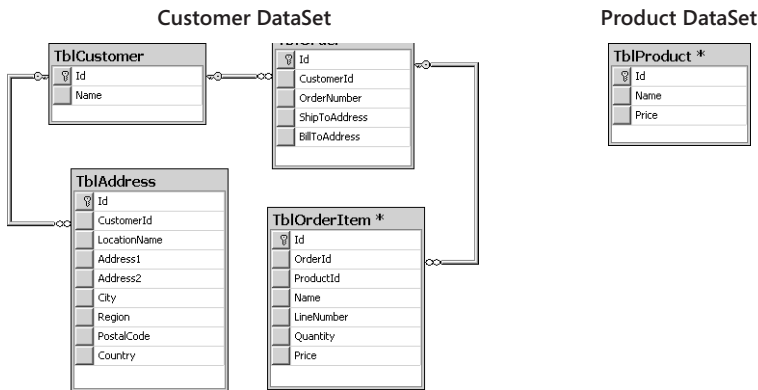 Customer DataSet
Product DataSet
TblCustomer
Id
Name
Id
CustomerId
OrderNumber
ShipToAddress
BillToAddress
TblProduct *
Id
Name
Price
TblAddress
Id
CustomerId
LocationName
Address1
Address2
City
Region
PostalCode
Country
TblOrderItem *
Id
OrderId
ProductId
Name
LineNumber
Quantity
Price